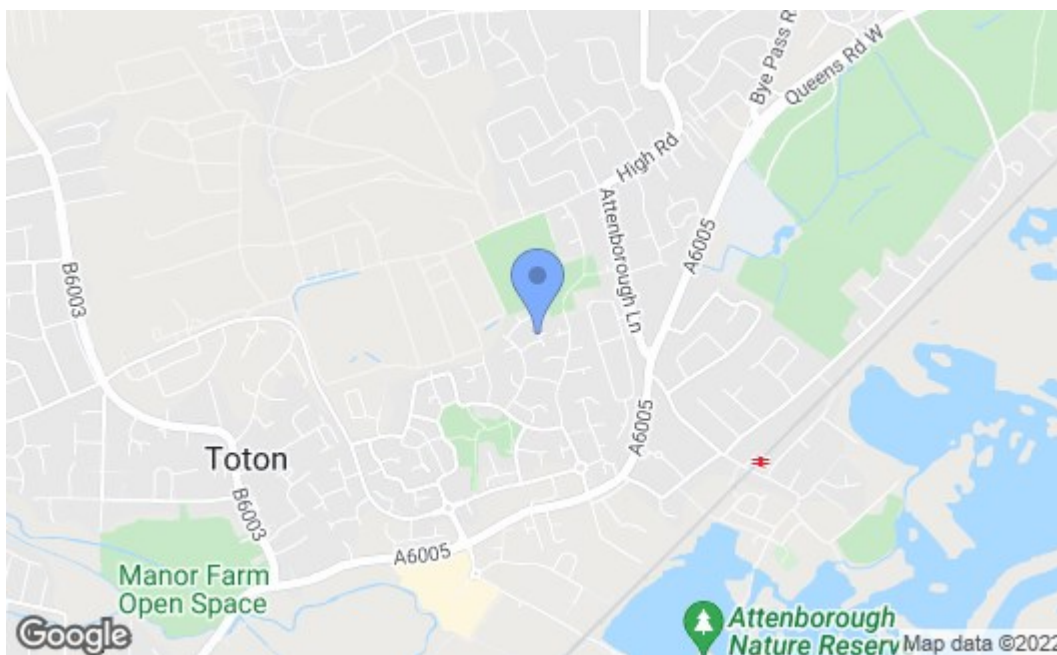 Bye Pass R
Queens Rd W
High Rd
Attenborough Ln
A6005
B6003
A6005
Toton
B6003
A6005
Manor Farm
Open Space
Attenborough
Nature Reserv
Google
Map data ©2022